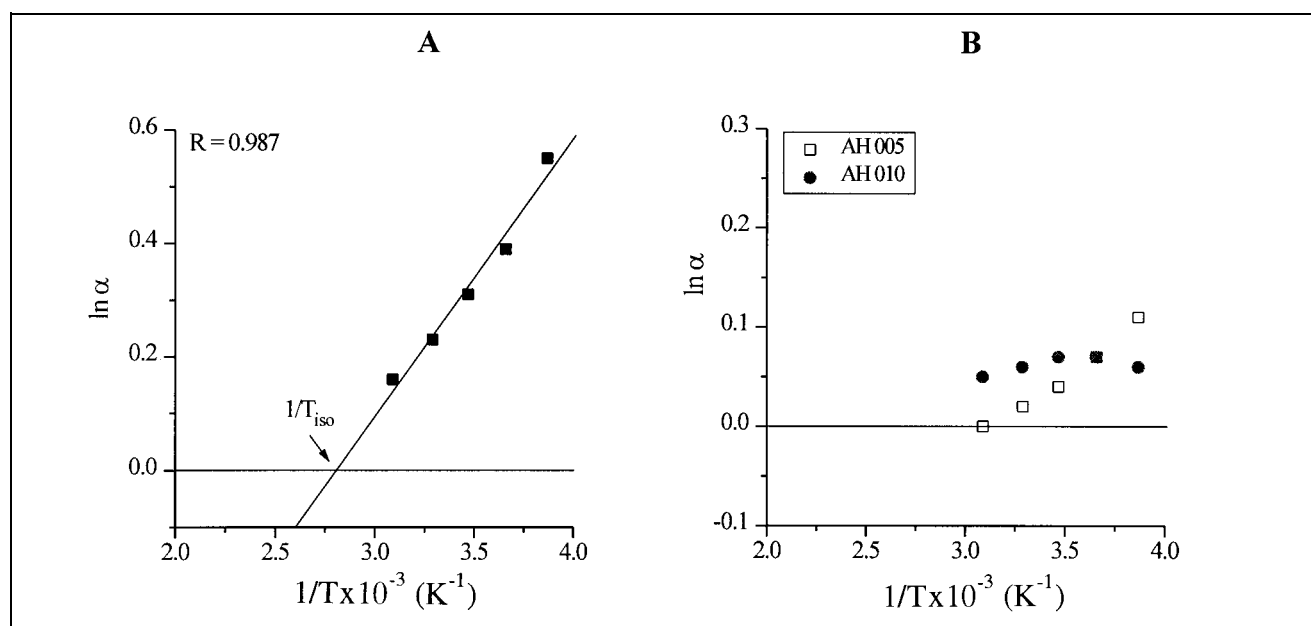 A
R = 0.987
0.6
0.4
0.2
0.0
ln α
1/T_iso
2.0 2.5 3.0 3.5 4.0
1/Tx10⁻³ (K⁻¹)
B
AH 005
AH 010
0.3
0.2
0.1
0.0
-0.1
ln α
2.0 2.5 3.0 3.5 4.0
1/Tx10⁻³ (K⁻¹)